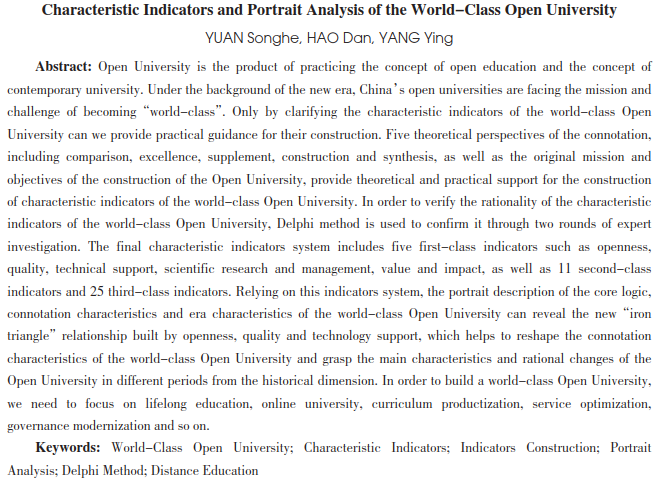 Characteristic Indicators and Portrait Analysis of the World-Class Open University
YUAN Songhe, HAO Dan, YANG Ying
Abstract: Open University is the product of practicing the concept of open education and the concept of
contemporary university. Under the background of the new era, China's open universities are facing the mission and
challenge of becoming “world-class”. Only by clarifying the characteristic indicators of the world-class Open
University can we provide practical guidance for their construction. Five theoretical perspectives of the connotation,
including comparison, excellence, supplement, construction and synthesis, as well as the original mission and
objectives of the construction of the Open University, provide theoretical and practical support for the construction
of characteristic indicators of the world-class Open University. In order to verify the rationality of the characteristic
indicators of the world-class Open University, Delphi method is used to confirm it through two rounds of expert
investigation. The final characteristic indicators system includes five first-class indicators such as openness,
quality, technical support, scientific research and management, value and impact, as well as 11 second-class
indicators and 25 third-class indicators. Relying on this indicators system, the portrait description of the core logic,
connotation characteristics and era characteristics of the world-class Open University can reveal the new “iron
triangle” relationship built by openness, quality and technology support, which helps to reshape the connotation
characteristics of the world-class Open University and grasp the main characteristics and rational changes of the
Open University in different periods from the historical dimension. In order to build a world-class Open University,
we need to focus on lifelong education, online university, curriculum productization, service optimization,
governance modernization and so on.
Keywords: World-Class Open University; Characteristic Indicators; Indicators Construction; Portrait
Analysis; Delphi Method; Distance Education